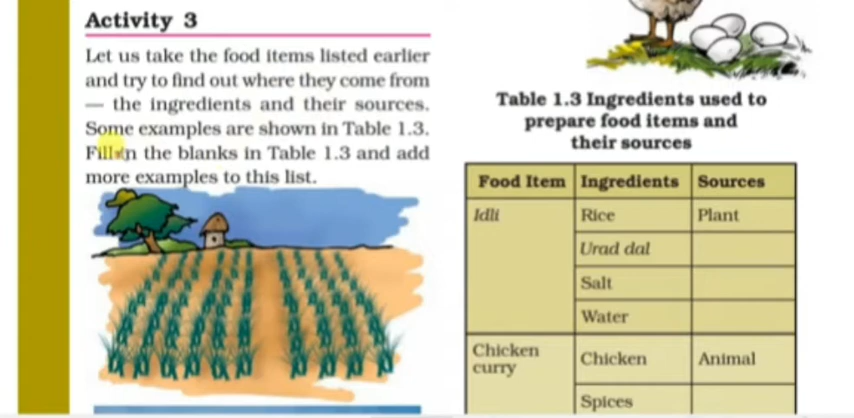 Activity 3
Let us take the food items listed earlier
and try to find out where they come from
— the ingredients and their sources.
Some examples are shown in Table 1.3.
Fill in the blanks in Table 1.3 and add
more examples to this list.
Table 1.3 Ingredients used to
prepare food items and
their sources
Food Item Ingredients Sources
Idli Rice Plant
Urad dal
Salt
Water
Chicken
curry Chicken Animal
Spices